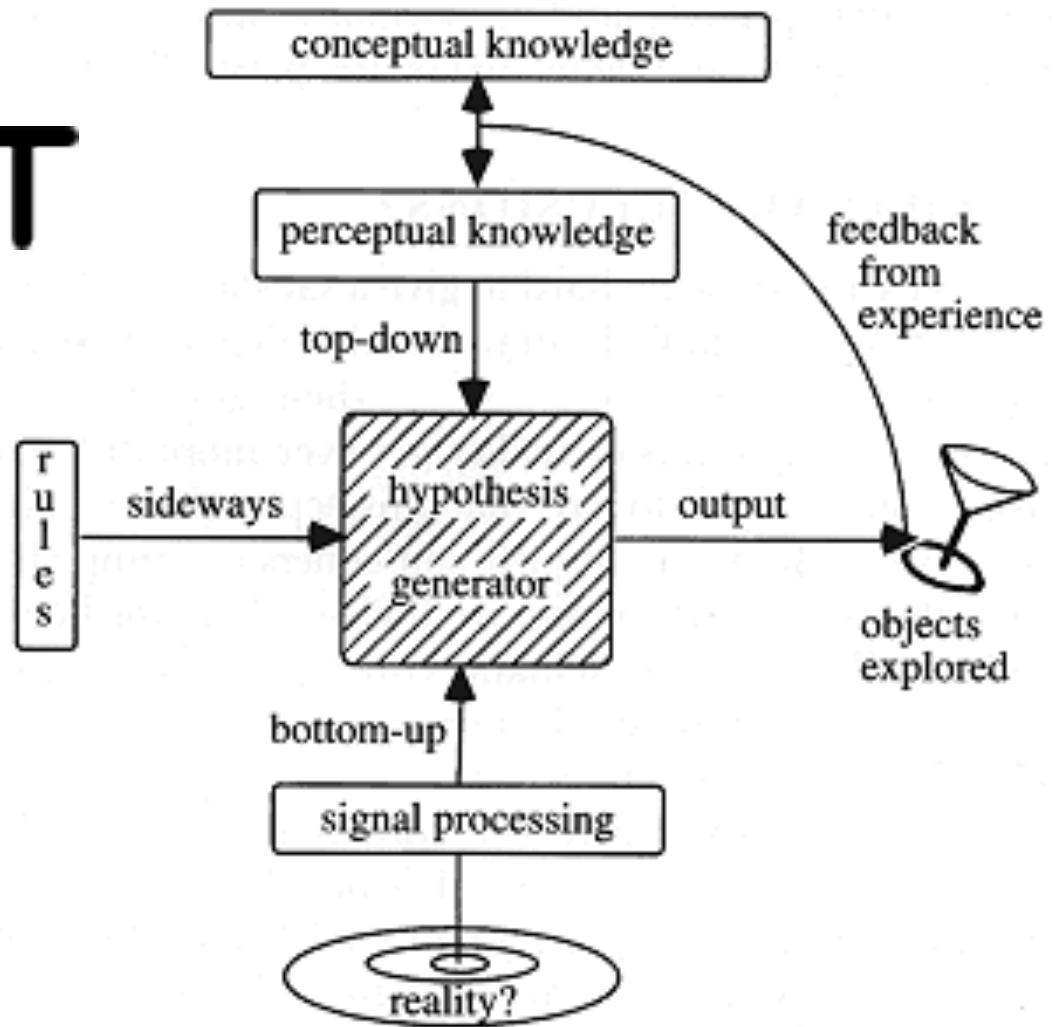 conceptual knowledge
T
perceptual knowledge
feedback
from
experience
top-down
rules
sideways
hypothesis
generator
output
objects
explored
bottom-up
signal processing
reality?